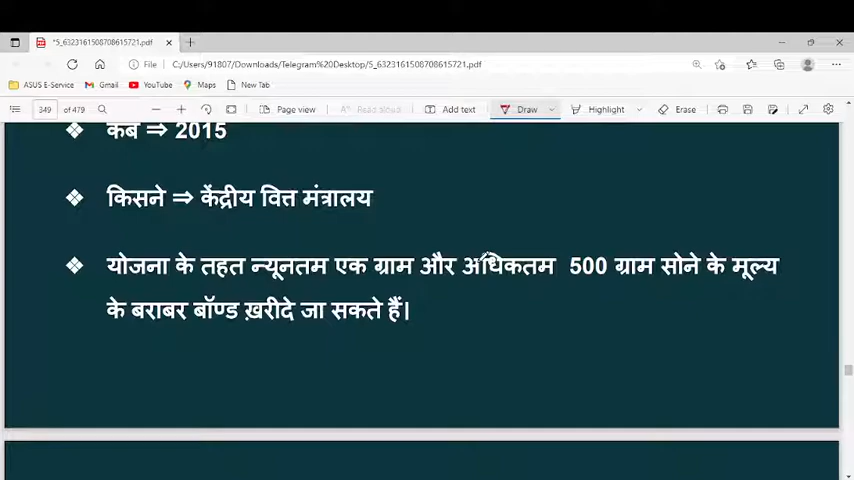 *5_6323161508708615721.pdf
File C:/Users/91807/Downloads/Telegram%20Desktop/5_6323161508708615721.pdf
ASUS E-Service Gmail YouTube Maps New Tab
349 of 479 Page view Read aloud Add text Draw Highlight Erase
कब ⇒ 2015
किसने ⇒ केंद्रीय वित्त मंत्रालय
योजना के तहत न्यूनतम एक ग्राम और अधिकतम 500 ग्राम सोने के मूल्य
के बराबर बॉण्ड ख़रीदे जा सकते हैं।